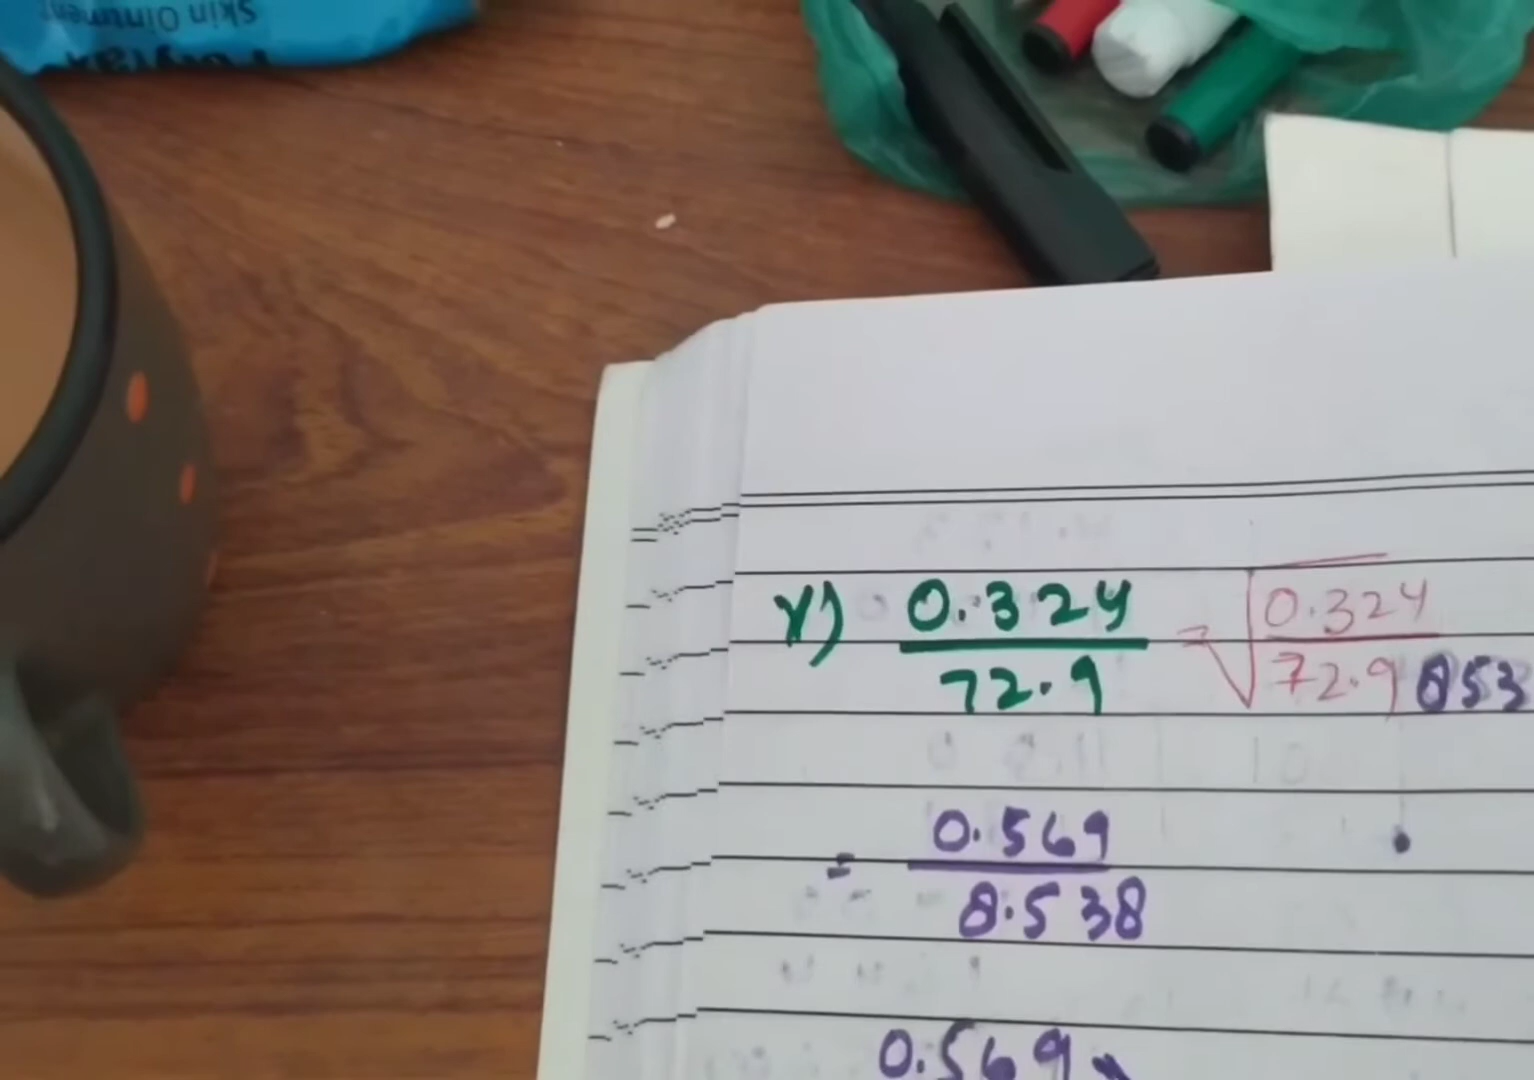 Skin Ointment
x) 0.324 / 72.9 = √ 0.324 / 72.9 853
= 0.569 / 8.538
0.569